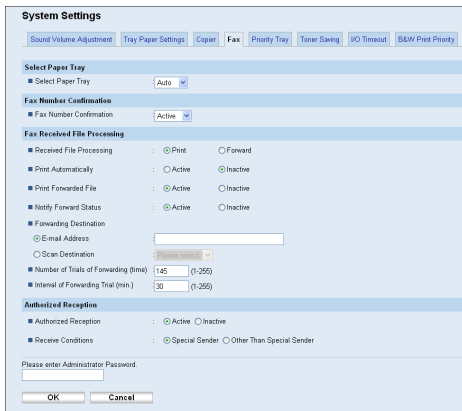 System Settings
Sound Volume Adjustment Tray Paper Settings Copier Fax Priority Tray Toner Saving I/O Timeout B&W Print Priority
Select Paper Tray
Select Paper Tray : Auto
Fax Number Confirmation
Fax Number Confirmation : Active
Fax Received File Processing
Received File Processing : Print Forward
Print Automatically : Active Inactive
Print Forwarded File : Active Inactive
Notify Forward Status : Active Inactive
Forwarding Destination
E-mail Address :
Scan Destination : Please select
Number of Trials of Forwarding (time) : 145 (1-255)
Interval of Forwarding Trial (min.) : 30 (1-255)
Authorized Reception
Authorized Reception : Active Inactive
Receive Conditions : Special Sender Other Than Special Sender
Please enter Administrator Password.
OK Cancel